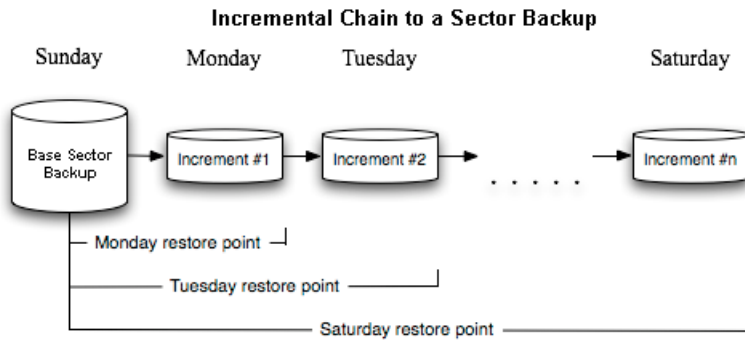 Incremental Chain to a Sector Backup
Sunday
Monday
Tuesday
Saturday
Base Sector
Backup
Increment #1
Increment #2
. . . . .
Increment #n
Monday restore point
Tuesday restore point
Saturday restore point